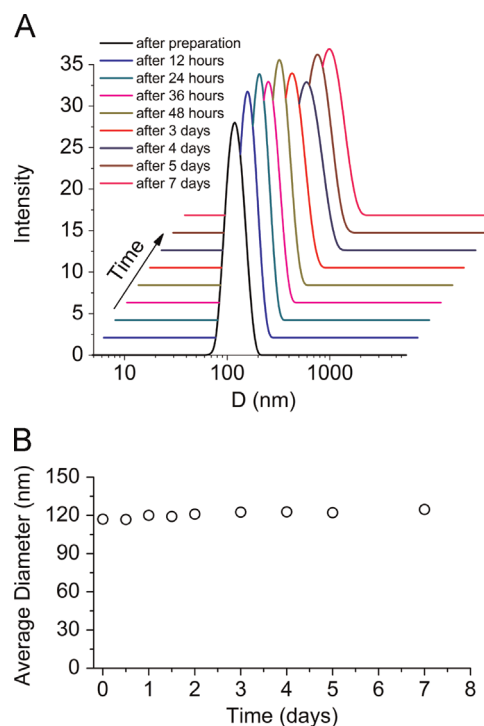 A
after preparation
after 12 hours
after 24 hours
after 36 hours
after 48 hours
after 3 days
after 4 days
after 5 days
after 7 days
35
30
25
20
15
10
5
0
Intensity
Time
10 100 1000
D (nm)
B
150
120
90
60
30
0
Average Diameter (nm)
0 1 2 3 4 5 6 7 8
Time (days)